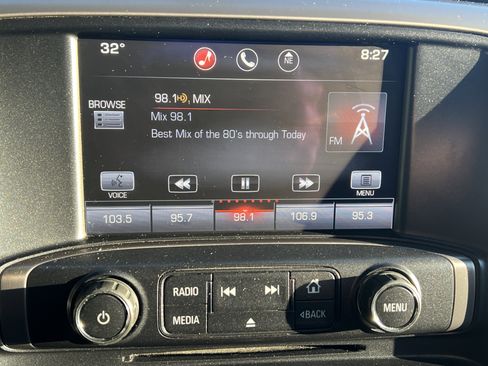 32°
NE
8:27
98.1 HD), MIX
BROWSE
Mix 98.1
Best Mix of the 80's through Today
FM
VOICE
MENU
103.5 95.7 98.1 106.9 95.3
RADIO
MEDIA
BACK
MENU